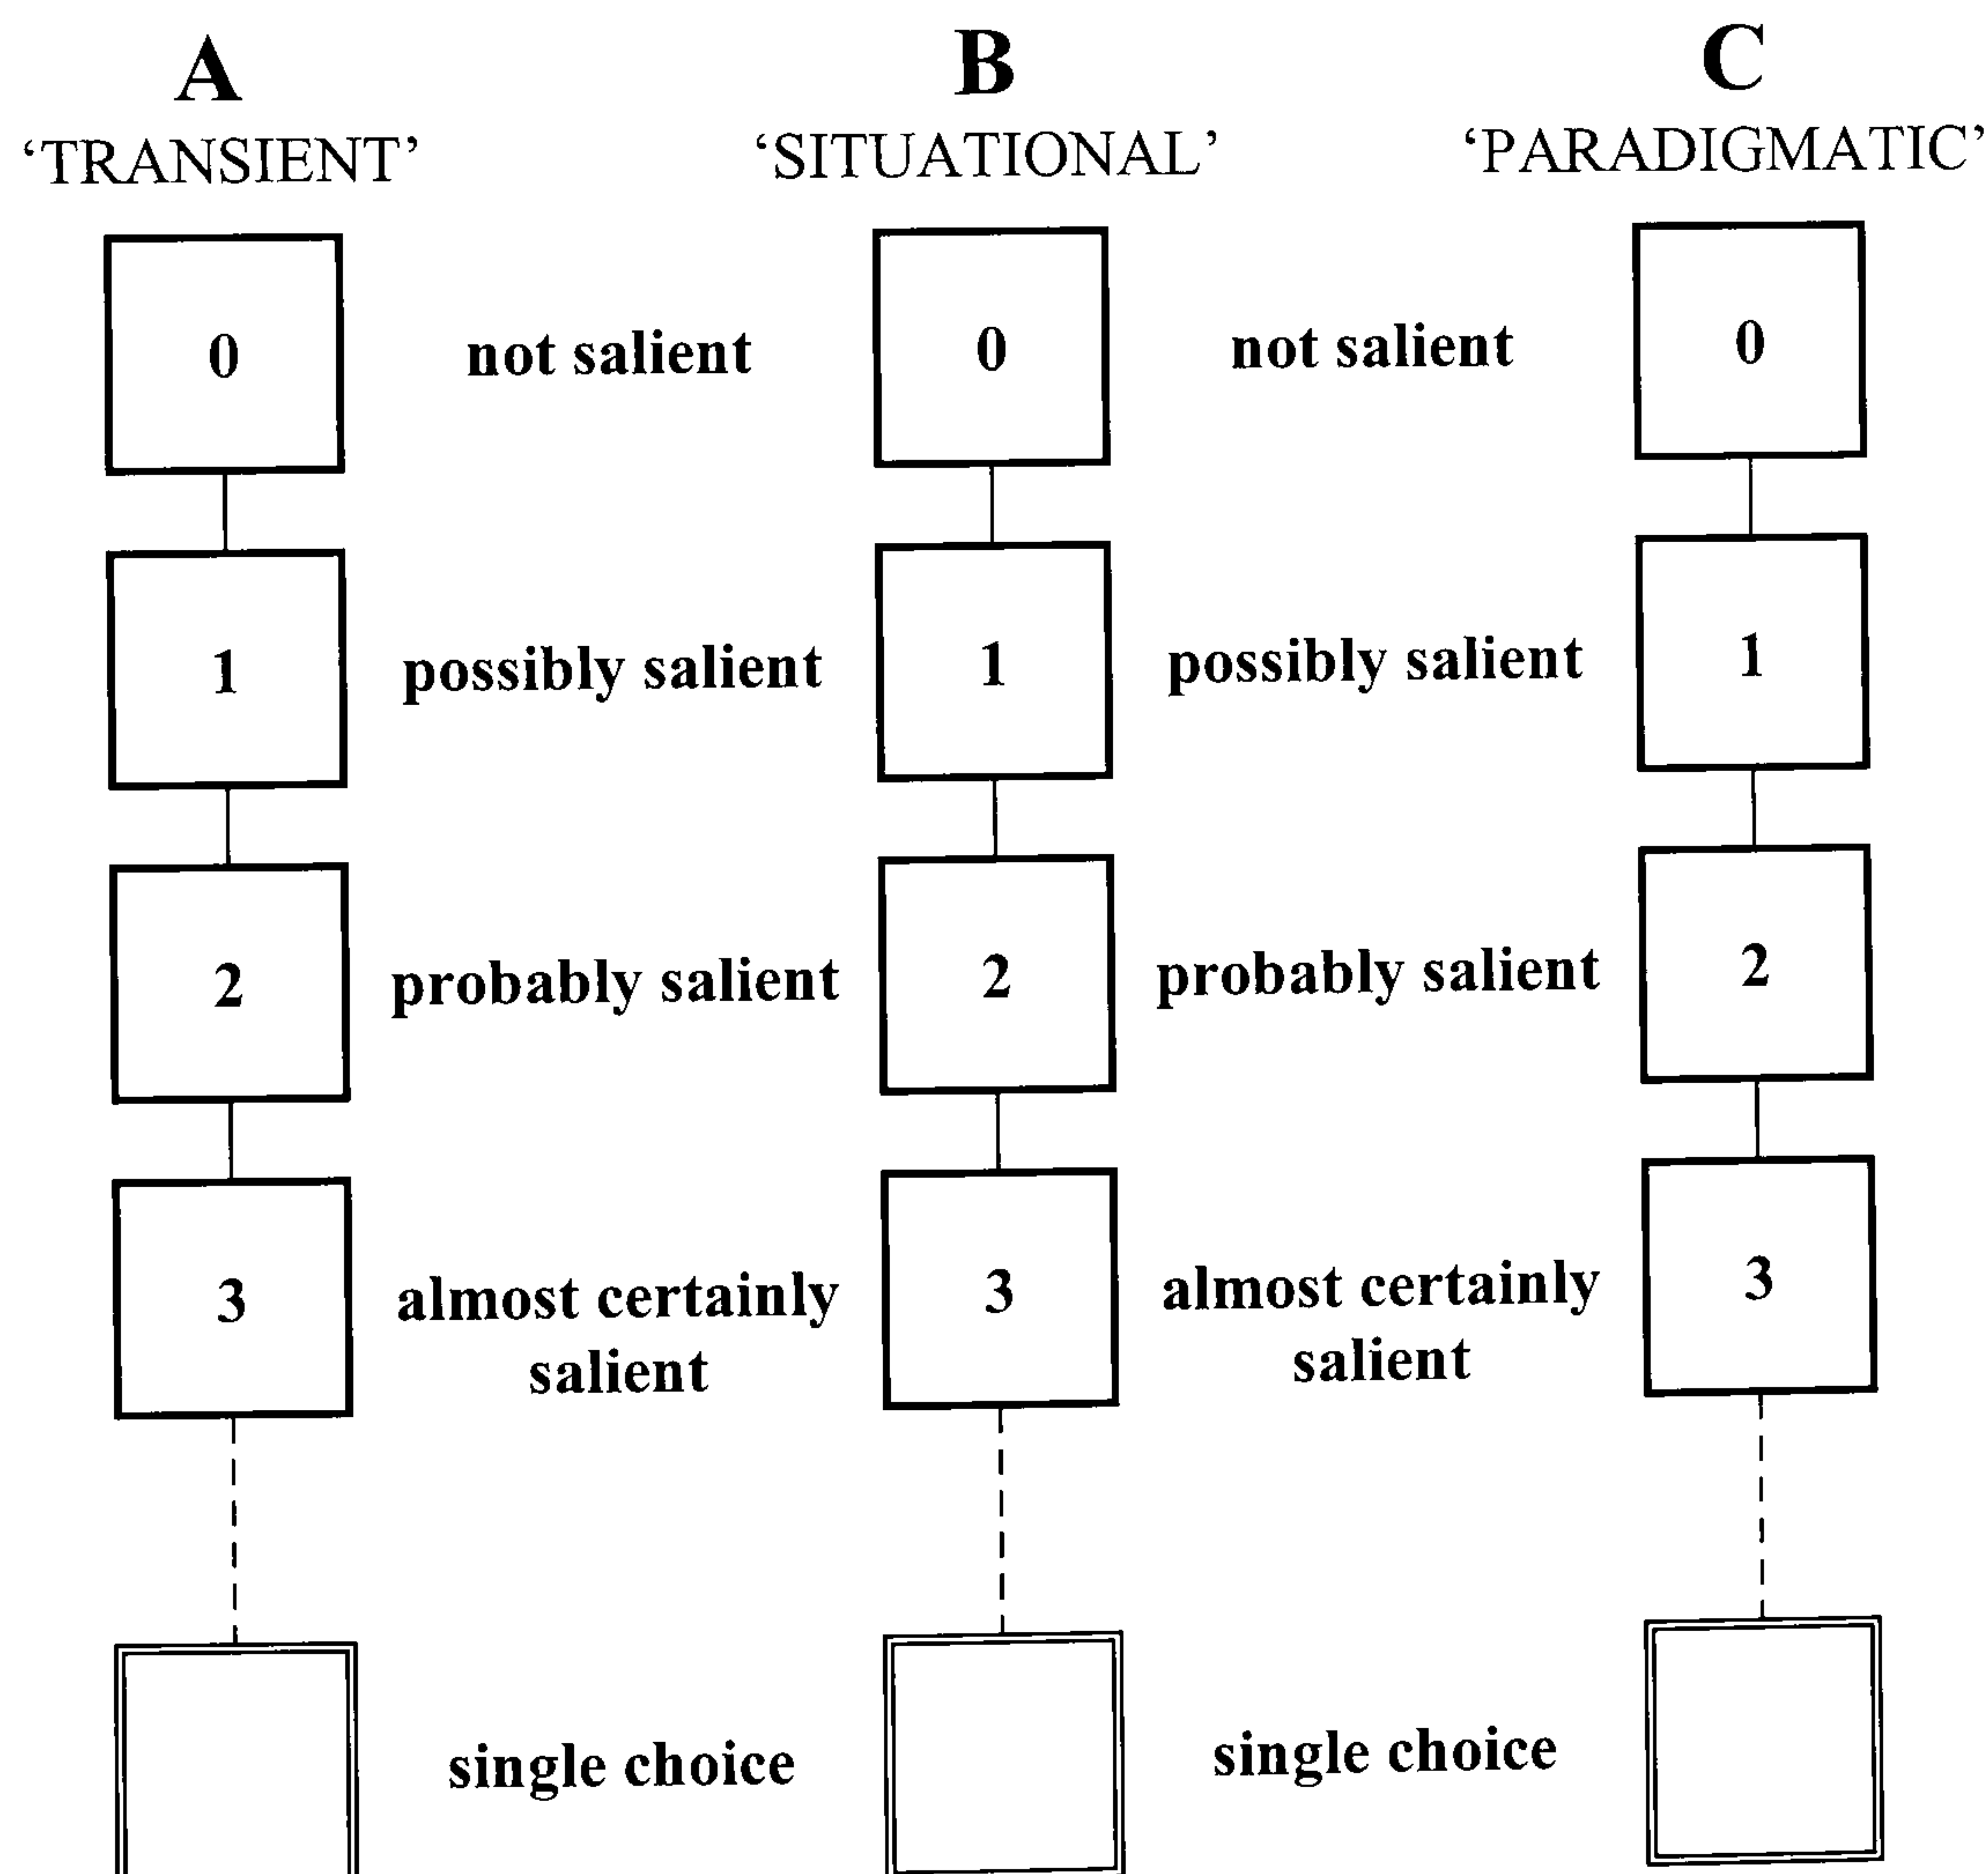 A B C
‘TRANSIENT’ ‘SITUATIONAL’ ‘PARADIGMATIC’
0 not salient 0 not salient 0
1 possibly salient 1 possibly salient 1
2 probably salient 2 probably salient 2
3 almost certainly 3 almost certainly 3
salient salient
single choice single choice